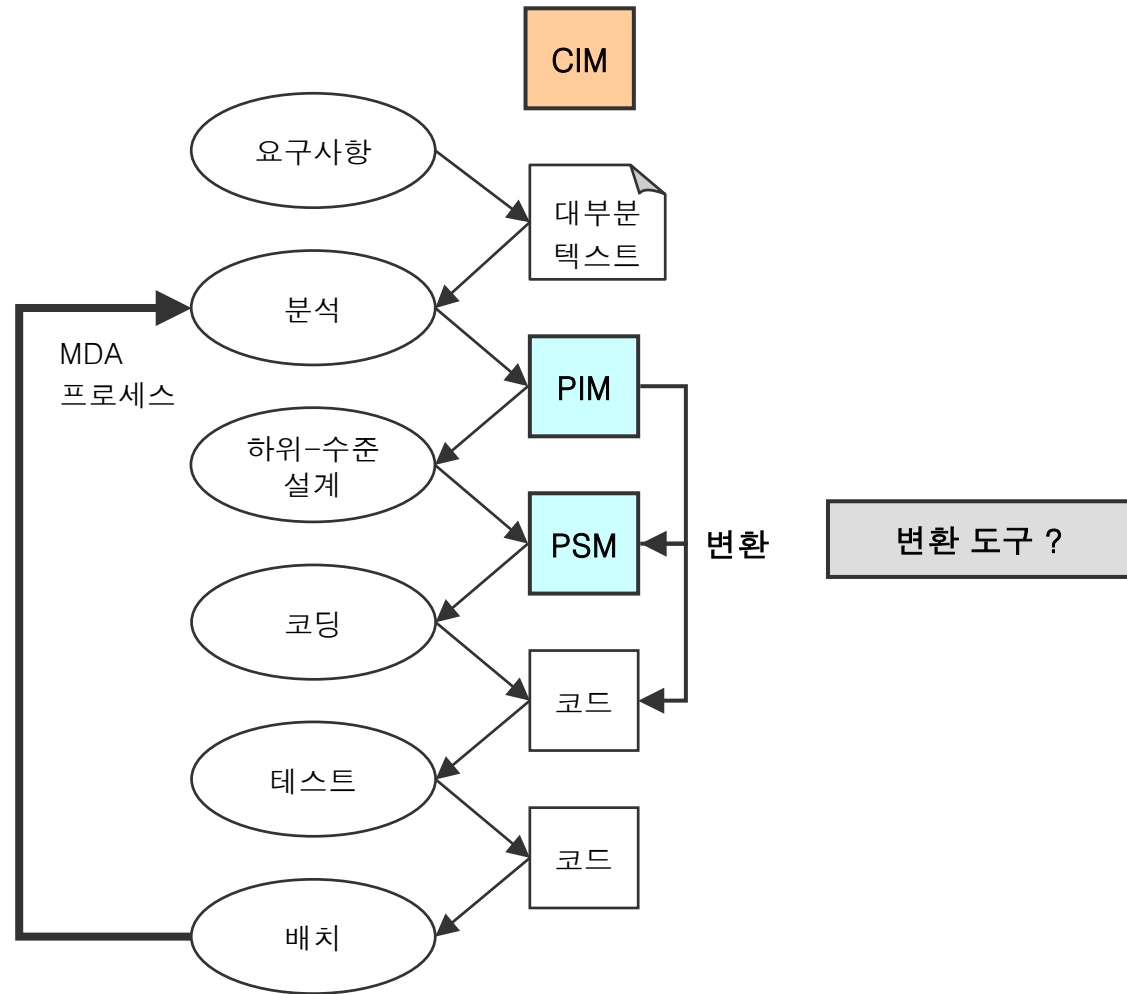 CIM
요구사항
대부분
텍스트
분석
MDA
프로세스
PIM
하위-수준
설계
PSM
변환
변환 도구 ?
코딩
코드
테스트
코드
배치